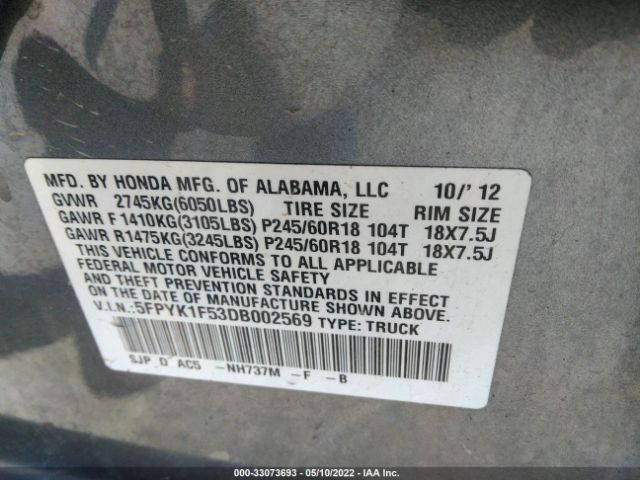 MFD. BY HONDA MFG. OF ALABAMA, LLC 10/' 12
GVWR 2745KG(6050LBS) TIRE SIZE RIM SIZE
GAWR F 1410KG(3105LBS) P245/60R18 104T 18X7.5J
GAWR R1475KG(3245LBS) P245/60R18 104T 18X7.5J
THIS VEHICLE CONFORMS TO ALL APPLICABLE
FEDERAL MOTOR VEHICLE SAFETY
AND THEFT PREVENTION STANDARDS IN EFFECT
ON THE DATE OF MANUFACTURE SHOWN ABOVE.
V.I.N.:5FPYK1F53DB002569 TYPE: TRUCK
SJP D AC5 -NH737M -F -B
000-33073693 - 05/10/2022 - IAA Inc.